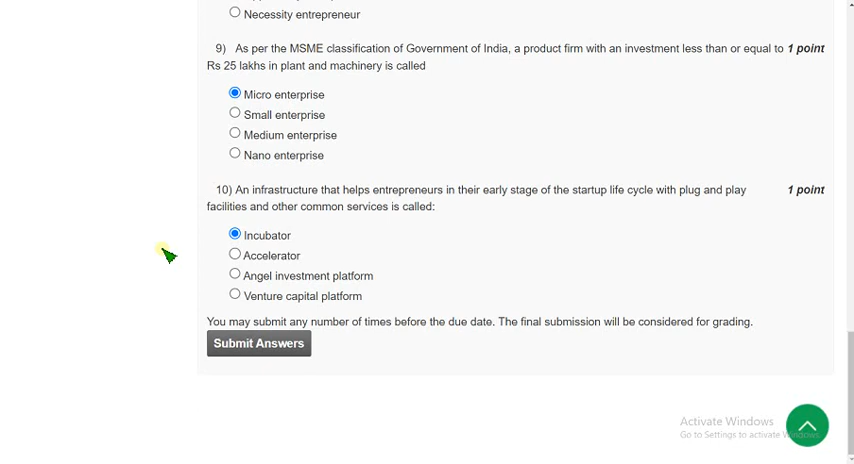 Necessity entrepreneur
9) As per the MSME classification of Government of India, a product firm with an investment less than or equal to 1 point
Rs 25 lakhs in plant and machinery is called
Micro enterprise
Small enterprise
Medium enterprise
Nano enterprise
10) An infrastructure that helps entrepreneurs in their early stage of the startup life cycle with plug and play 1 point
facilities and other common services is called:
Incubator
Accelerator
Angel investment platform
Venture capital platform
You may submit any number of times before the due date. The final submission will be considered for grading.
Submit Answers
Activate Windows
Go to Settings to activate Windows.